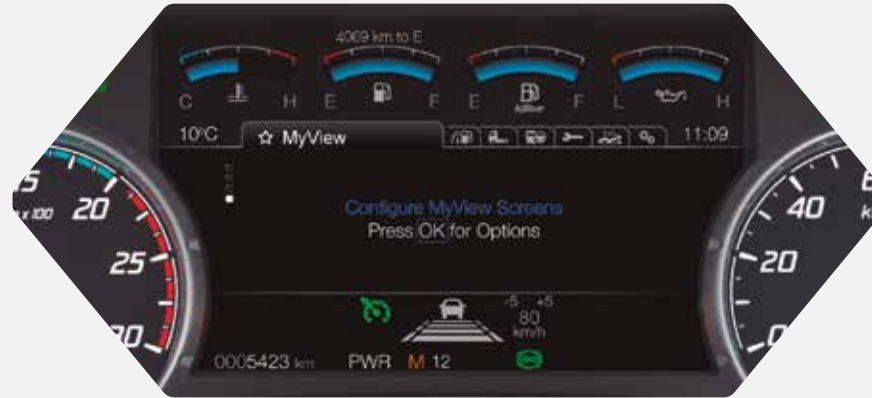 4069 km to E
C H E F E AdBlue F L H
10°C MyView 11:09
Configure MyView Screens
Press OK for Options
-5 +5
80
km/h
0005423 km PWR M 12
x 100
20
25
40
20